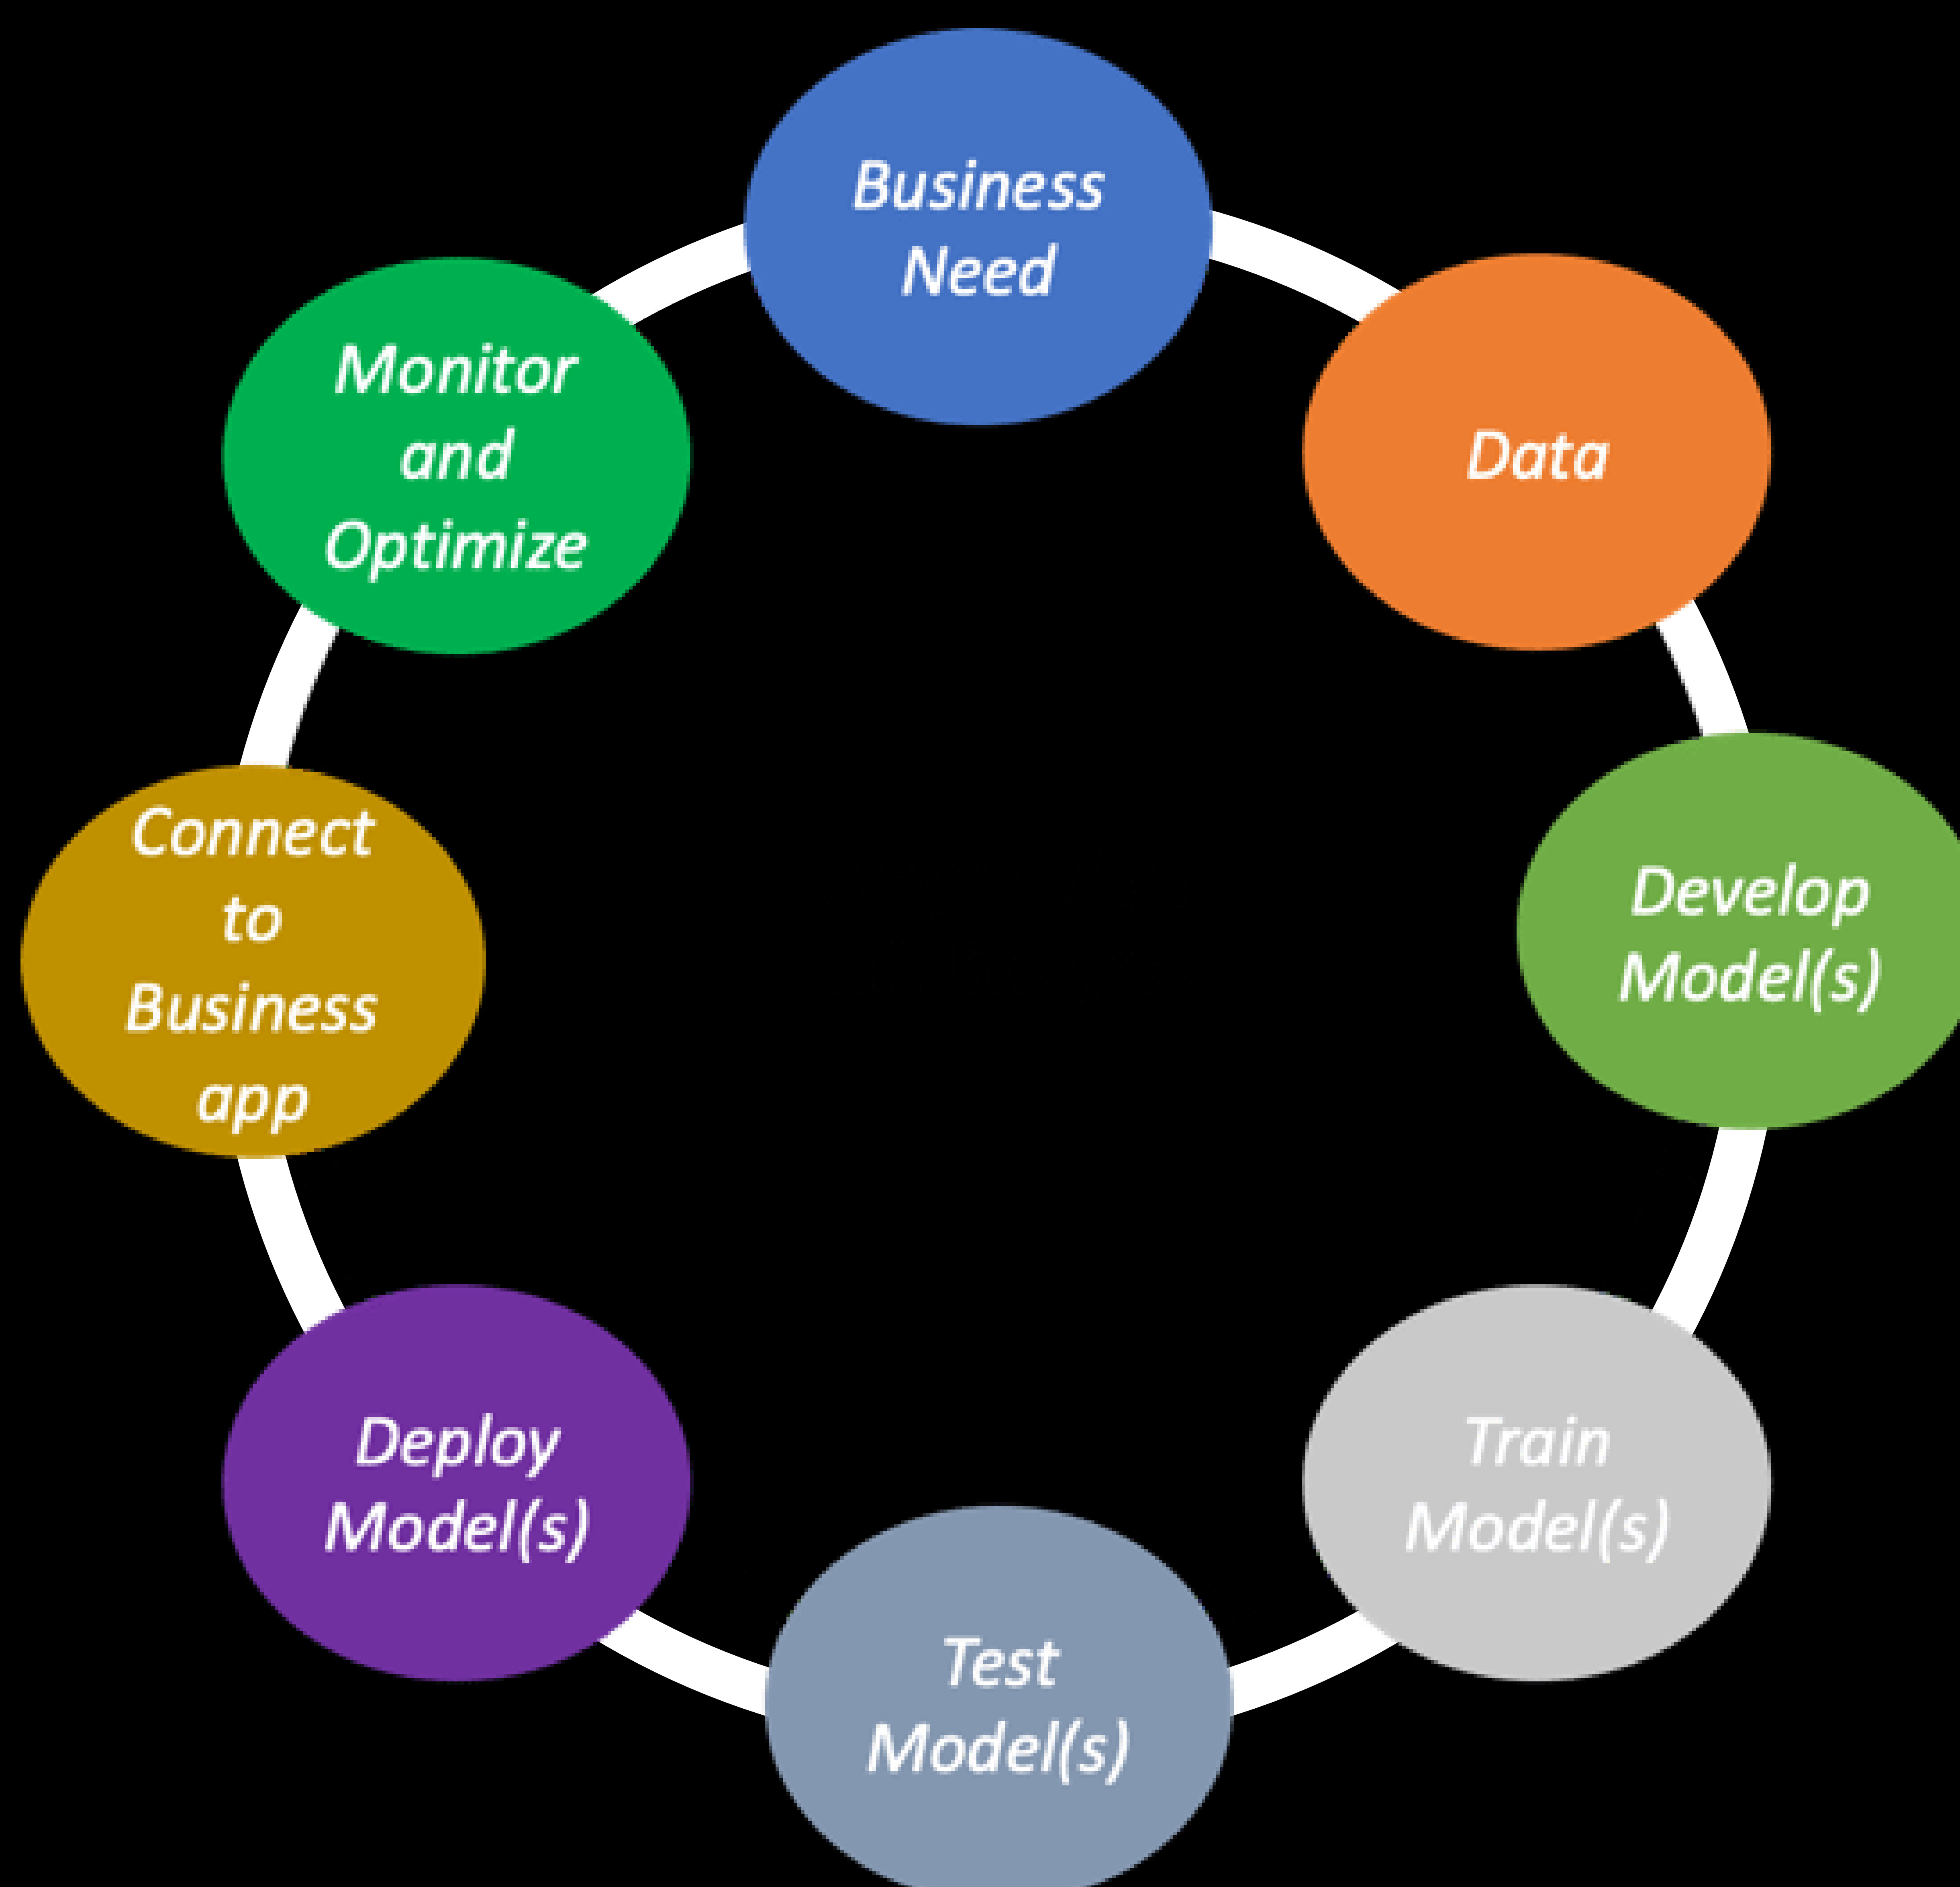 Business
Need
Data
Develop
Model(s)
Train
Model(s)
Test
Model(s)
Deploy
Model(s)
Connect
to
Business
app
Monitor
and
Optimize